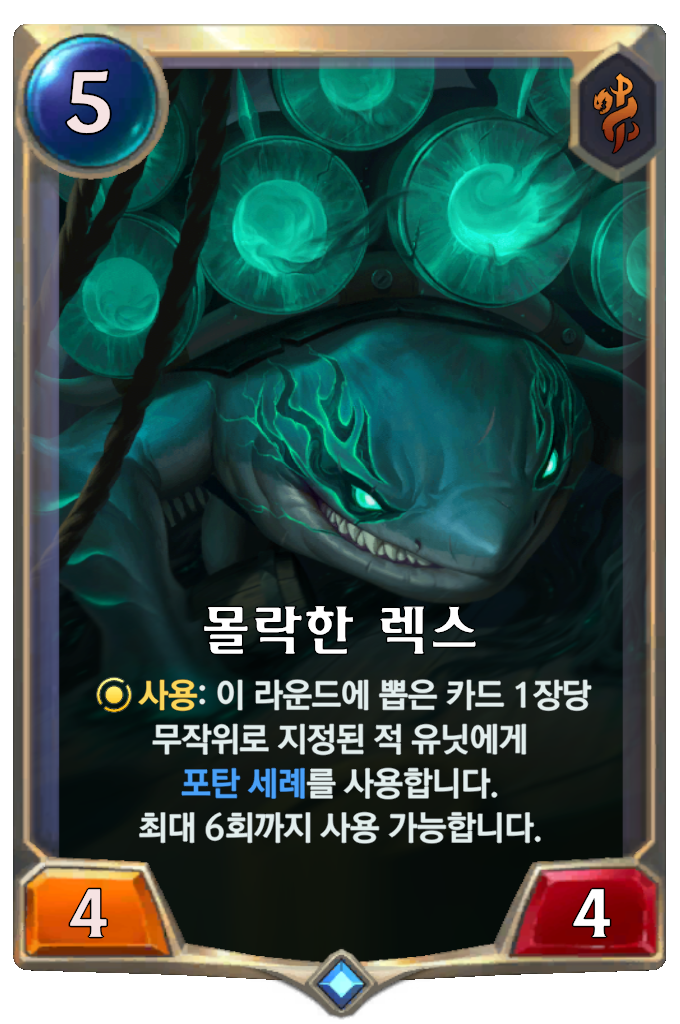 5
몰락한 렉스
사용: 이 라운드에 뽑은 카드 1장당
무작위로 지정된 적 유닛에게
포탄 세례를 사용합니다.
최대 6회까지 사용 가능합니다.
4
4